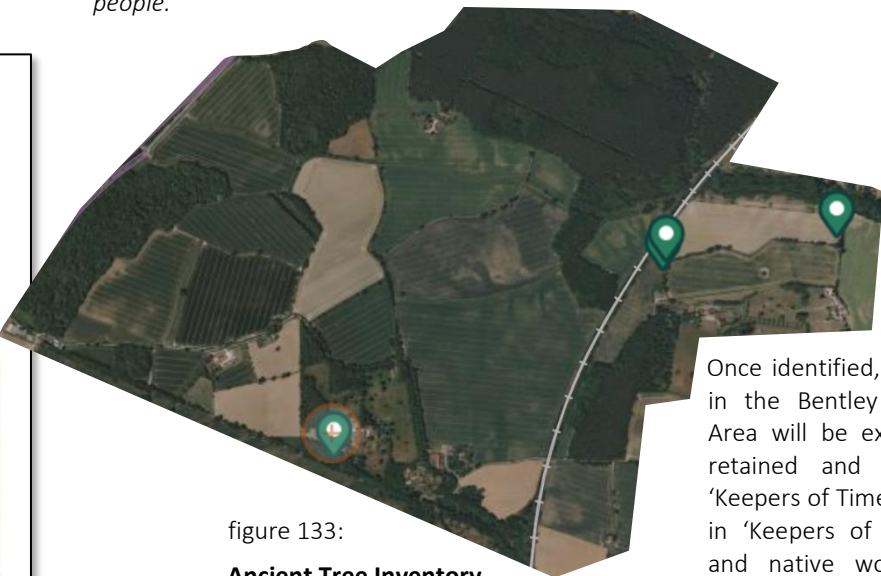 people.
Once identified,
in the Bentley
Area will be ex
retained and
'Keepers of Time
in 'Keepers of
and native wo
figure 133:
Ancient Tree Inventory